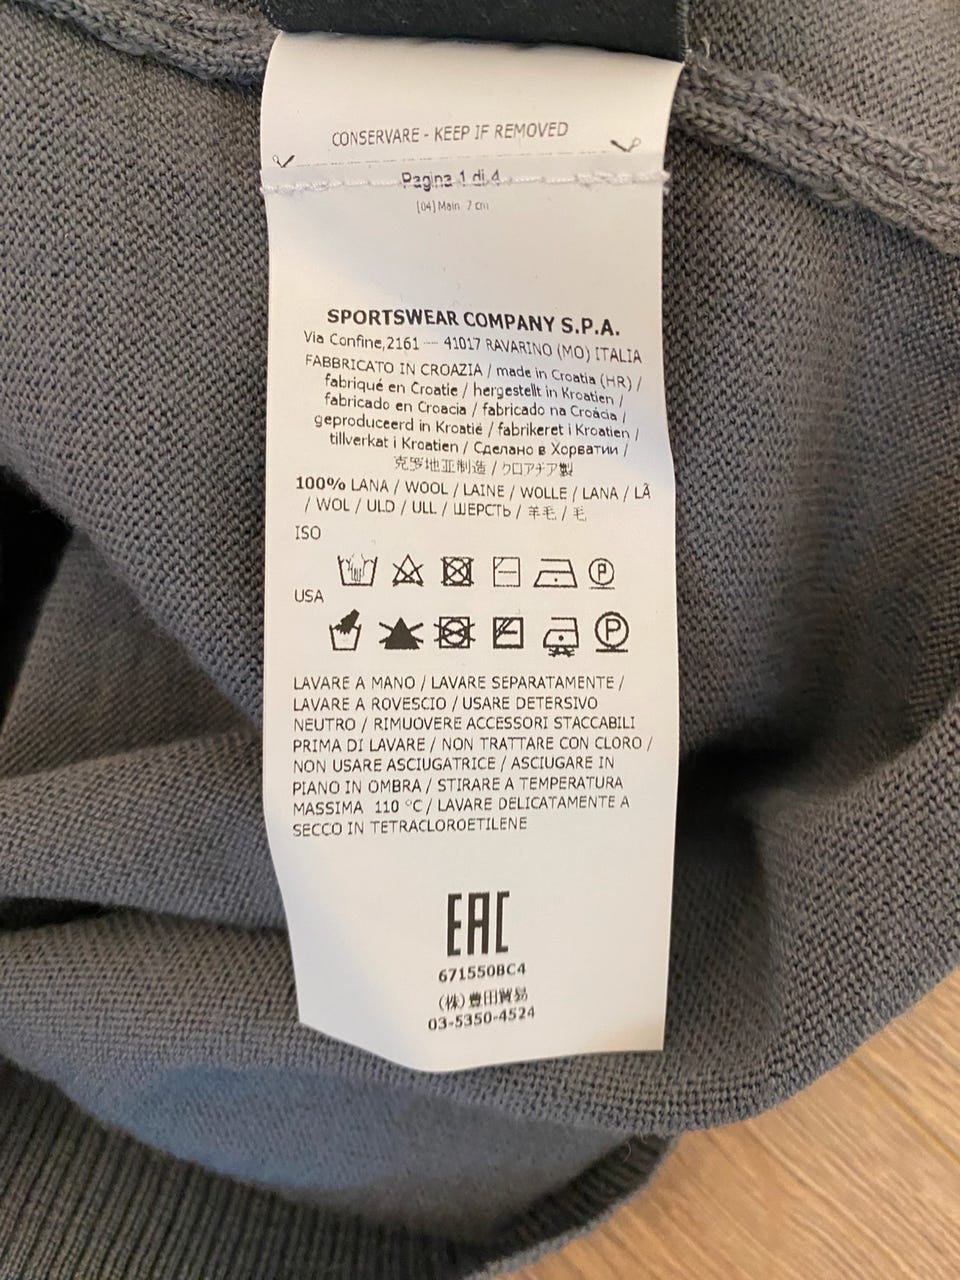 CONSERVARE - KEEP IF REMOVED
Pagina 1 di 4
[04] Main 7 cm
SPORTSWEAR COMPANY S.P.A.
Via Confine,2161 — 41017 RAVARINO (MO) ITALIA
FABBRICATO IN CROAZIA / made in Croatia (HR) /
fabriqué en Croatie / hergestellt in Kroatien /
fabricado en Croacia / fabricado na Croácia /
geproduceerd in Kroatië / fabrikeret i Kroatien /
tillverkat i Kroatien / Сделано в Хорватии /
克罗地亚制造 / クロアチア製
100% LANA / WOOL / LAINE / WOLLE / LANA / LÃ
/ WOL / ULD / ULL / ШЕРСТЬ / 羊毛 / 毛
ISO
P
USA
P
LAVARE A MANO / LAVARE SEPARATAMENTE /
LAVARE A ROVESCIO / USARE DETERSIVO
NEUTRO / RIMUOVERE ACCESSORI STACCABILI
PRIMA DI LAVARE / NON TRATTARE CON CLORO /
NON USARE ASCIUGATRICE / ASCIUGARE IN
PIANO IN OMBRA / STIRARE A TEMPERATURA
MASSIMA 110 °C / LAVARE DELICATAMENTE A
SECCO IN TETRACLOROETILENE
EAC
671550BC4
(株)豊田貿易
03-5350-4524